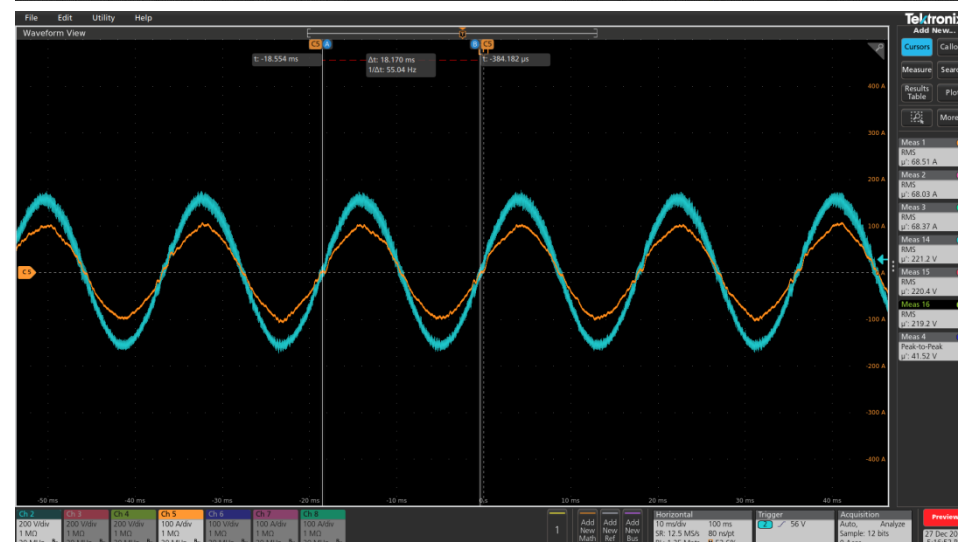 File Edit Utility Help
Tektronix
Waveform View
Add New...
C5 A
B C5
t: -18.554 ms
Δt: 18.170 ms
1/Δt: 55.04 Hz
t: -384.182 µs
Cursors
Measure
Results
Table
More
400 A
300 A
200 A
100 A
-100 A
-200 A
-400 A
C5
Meas 1
RMS
µ': 68.51 A
Meas 2
RMS
µ': 68.03 A
Meas 3
RMS
µ': 68.37 A
Meas 14
RMS
µ': 221.2 V
Meas 15
RMS
µ': 220.4 V
Meas 16
RMS
µ': 219.2 V
Meas 4
Peak-to-Peak
µ': 41.52 V
-50 ms -40 ms -30 ms -20 ms -10 ms 0 s 10 ms 20 ms 30 ms 40 ms
Ch 2
200 V/div
1 MΩ
Ch 3
200 V/div
1 MΩ
Ch 4
200 V/div
1 MΩ
Ch 5
100 A/div
1 MΩ
Ch 6
100 V/div
1 MΩ
Ch 7
100 A/div
1 MΩ
Ch 8
100 A/div
1 MΩ
1
Add
New
Math
Add
New
Ref
Add
New
Bus
Horizontal
10 ms/div 100 ms
SR: 12.5 MS/s 80 ns/pt
Trigger
2 56 V
Acquisition
Auto, Analyze
Sample: 12 bits
Preview
27 Dec 20